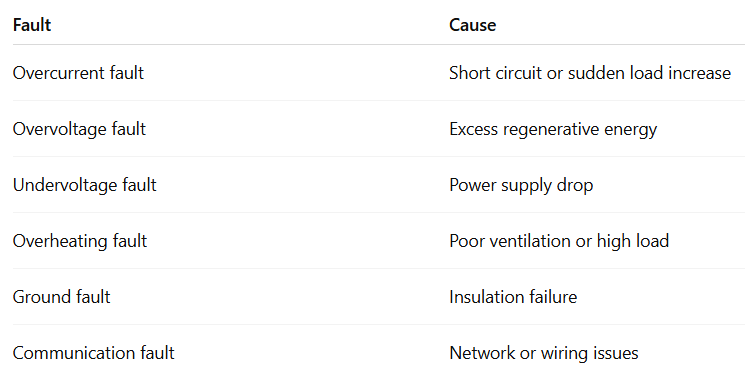 Fault Cause
Overcurrent fault Short circuit or sudden load increase
Overvoltage fault Excess regenerative energy
Undervoltage fault Power supply drop
Overheating fault Poor ventilation or high load
Ground fault Insulation failure
Communication fault Network or wiring issues